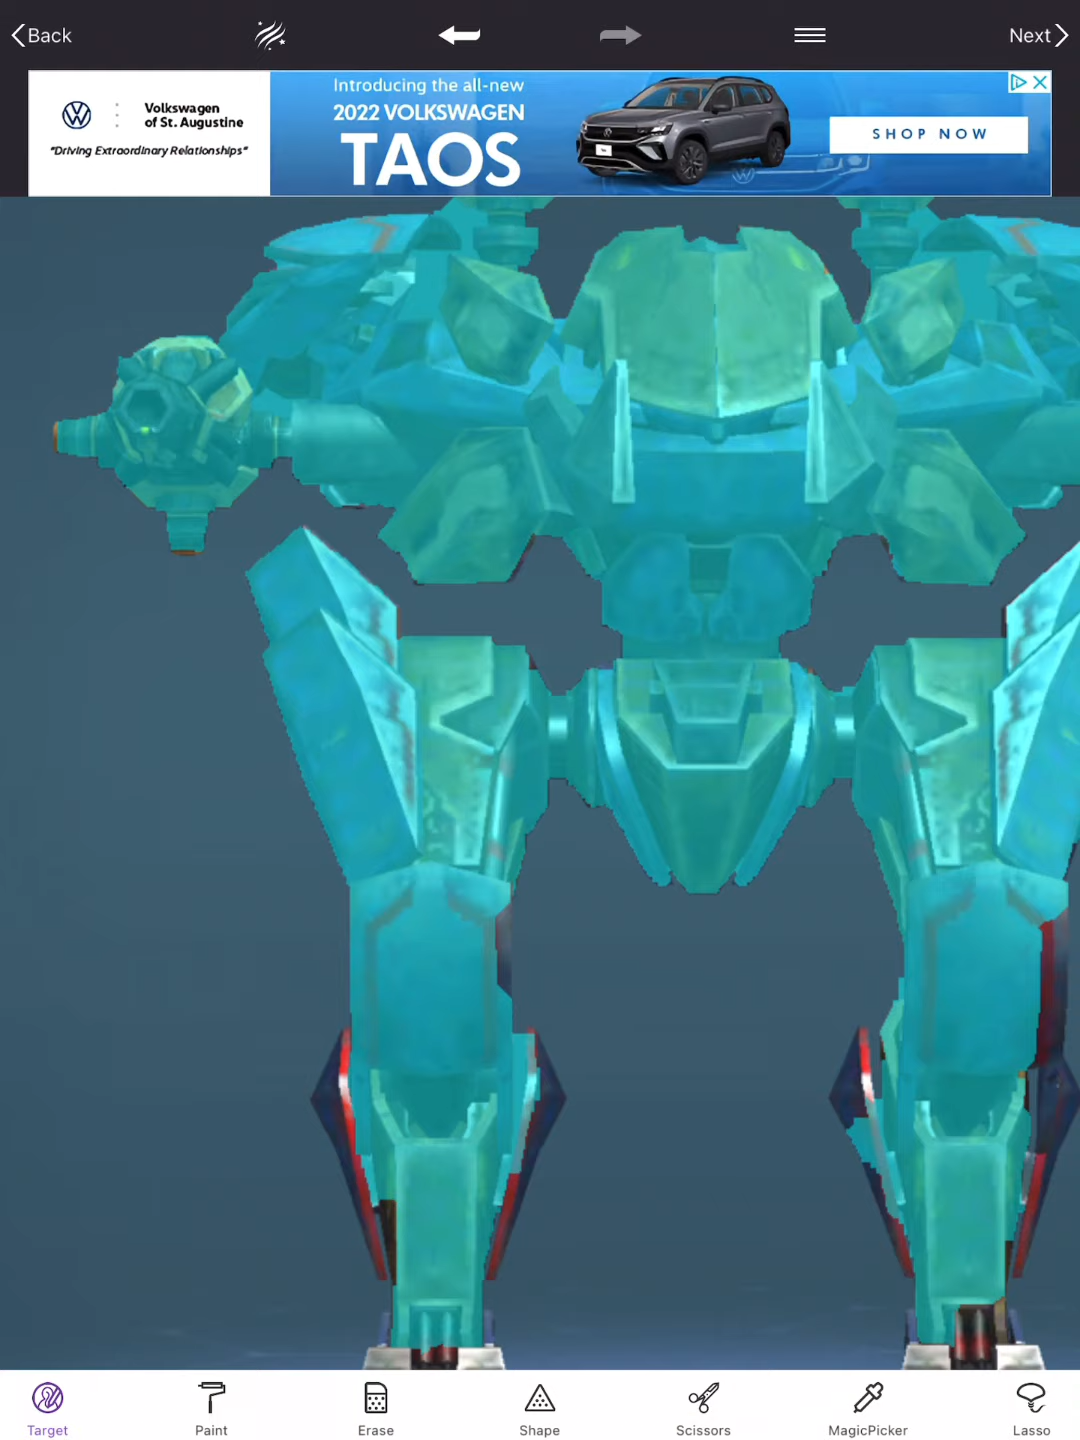 Back
Next
Volkswagen
of St. Augustine
"Driving Extraordinary Relationships"
Introducing the all-new
2022 VOLKSWAGEN
TAOS
SHOP NOW
Target
Paint
Erase
Shape
Scissors
MagicPicker
Lasso